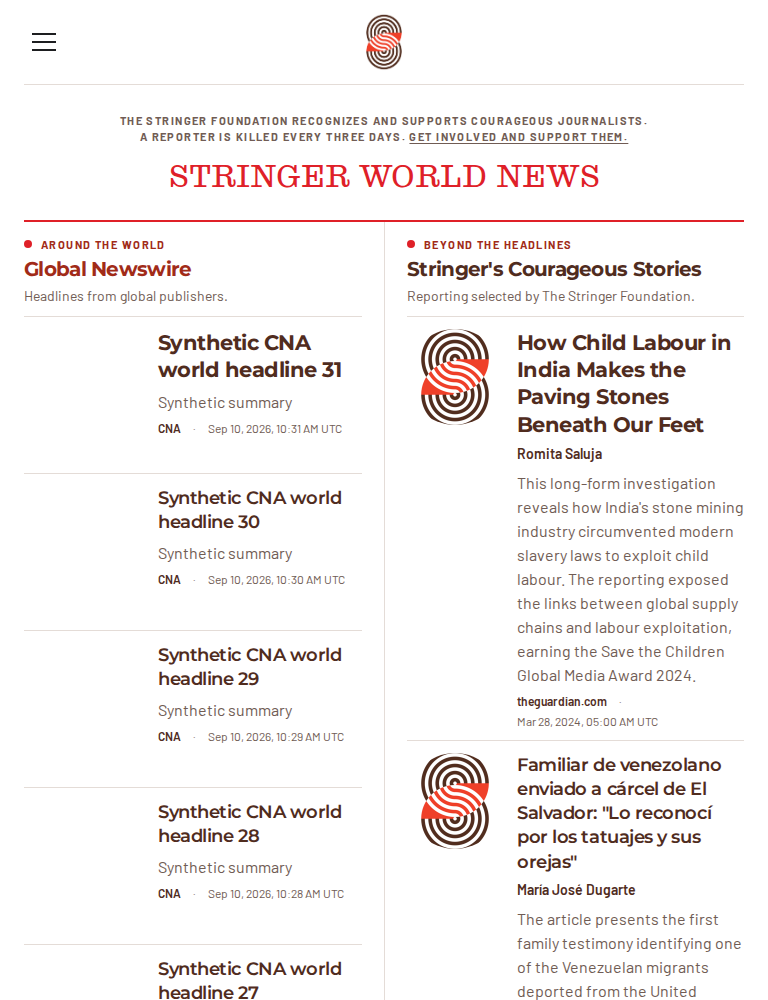 THE STRINGER FOUNDATION RECOGNIZES AND SUPPORTS COURAGEOUS JOURNALISTS.
A REPORTER IS KILLED EVERY THREE DAYS. GET INVOLVED AND SUPPORT THEM.
STRINGER WORLD NEWS
AROUND THE WORLD
Global Newswire
Headlines from global publishers.
Synthetic CNA
world headline 31
Synthetic summary
CNA · Sep 10, 2026, 10:31 AM UTC
Synthetic CNA world
headline 30
Synthetic summary
CNA · Sep 10, 2026, 10:30 AM UTC
Synthetic CNA world
headline 29
Synthetic summary
CNA · Sep 10, 2026, 10:29 AM UTC
Synthetic CNA world
headline 28
Synthetic summary
CNA · Sep 10, 2026, 10:28 AM UTC
Synthetic CNA world
headline 27
BEYOND THE HEADLINES
Stringer's Courageous Stories
Reporting selected by The Stringer Foundation.
How Child Labour in
India Makes the
Paving Stones
Beneath Our Feet
Romita Saluja
This long-form investigation
reveals how India's stone mining
industry circumvented modern
slavery laws to exploit child
labour. The reporting exposed
the links between global supply
chains and labour exploitation,
earning the Save the Children
Global Media Award 2024.
theguardian.com ·
Mar 28, 2024, 05:00 AM UTC
Familiar de venezolano
enviado a cárcel de El
Salvador: "Lo reconocí
por los tatuajes y sus
orejas"
María José Dugarte
The article presents the first
family testimony identifying one
of the Venezuelan migrants
deported from the United